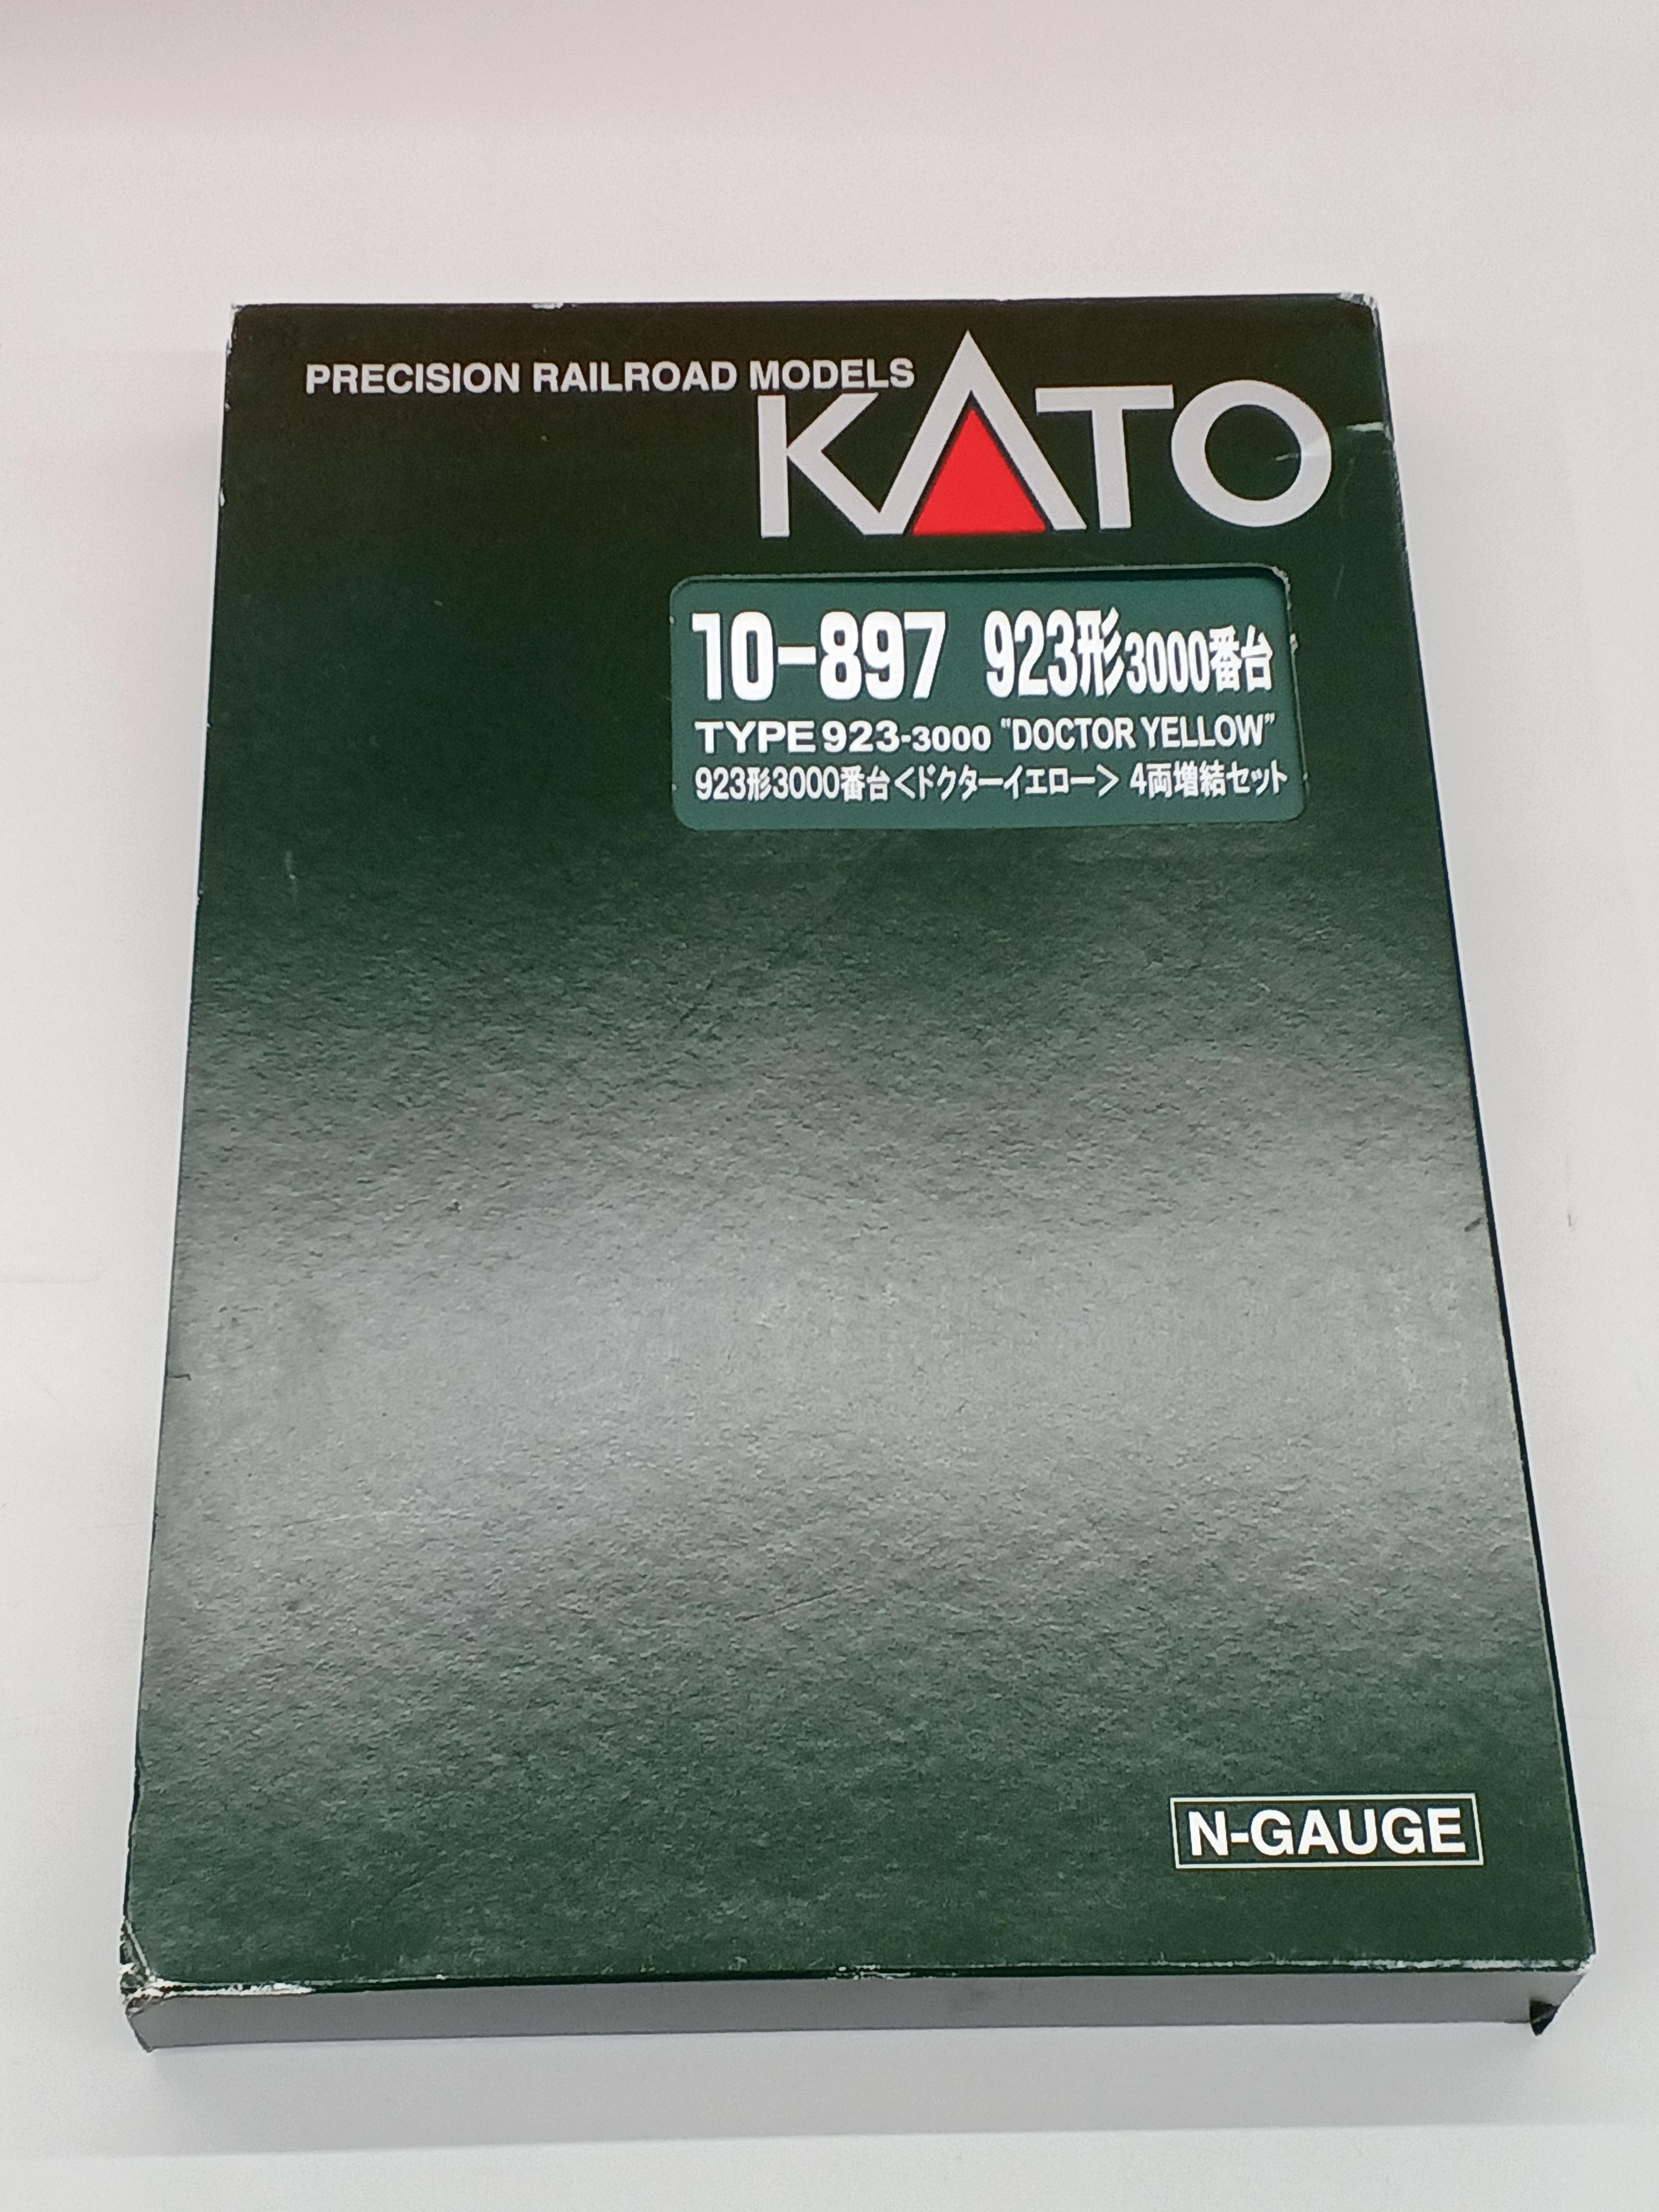 PRECISION RAILROAD MODELS
KATO
10-897 923形3000番台
TYPE 923-3000 "DOCTOR YELLOW"
923形3000番台<ドクターイエロー> 4両増結セット
N-GAUGE